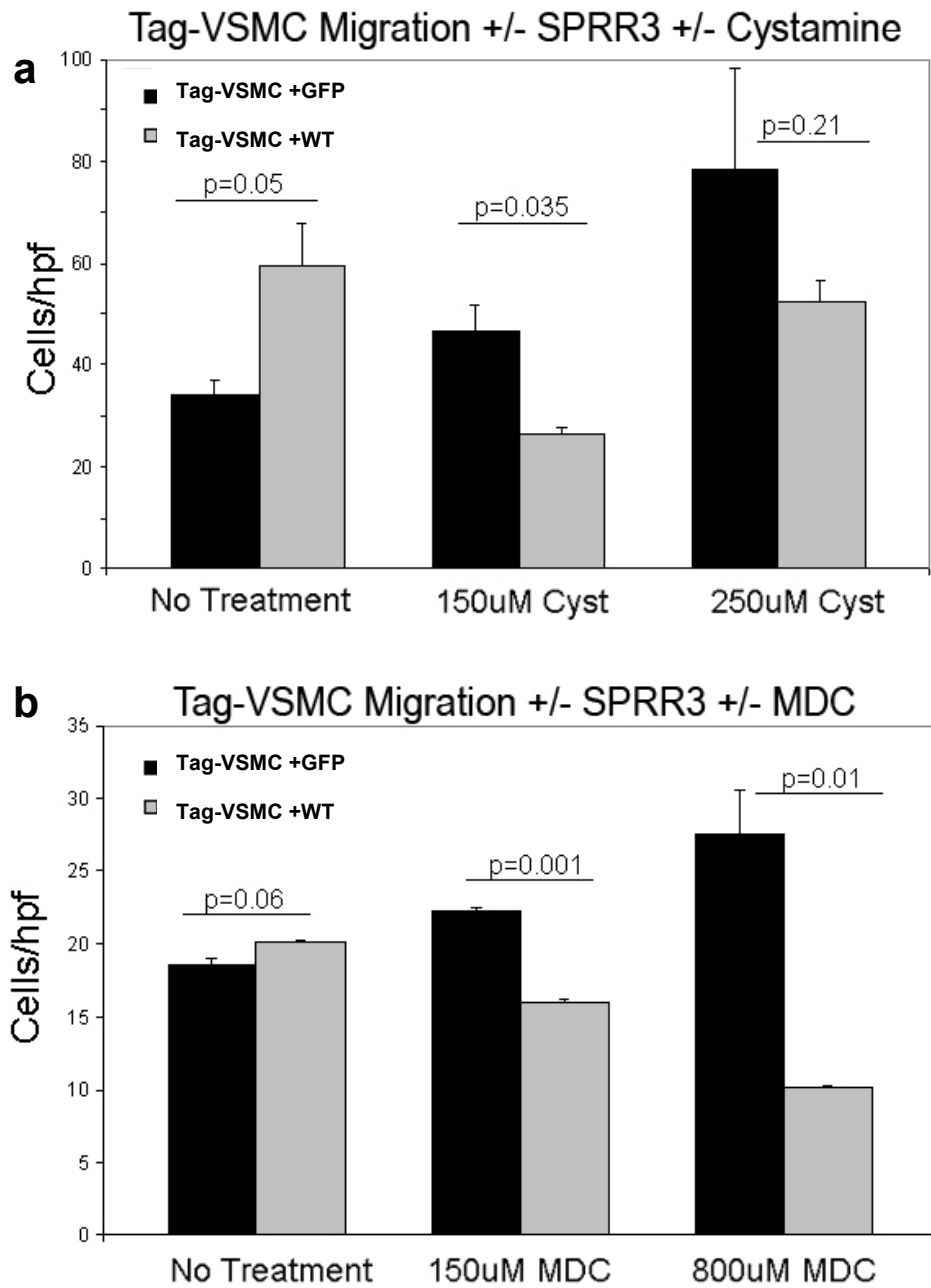 Tag-VSMC Migration +/- SPRR3 +/- Cystamine
a
100
80
60
40
20
0
Cells/hpf
Tag-VSMC +GFP
Tag-VSMC +WT
p=0.05
p=0.035
p=0.21
No Treatment
150uM Cyst
250uM Cyst
b
Tag-VSMC Migration +/- SPRR3 +/- MDC
35
30
25
20
15
10
5
0
Cells/hpf
Tag-VSMC +GFP
Tag-VSMC +WT
p=0.06
p=0.001
p=0.01
No Treatment
150uM MDC
800uM MDC